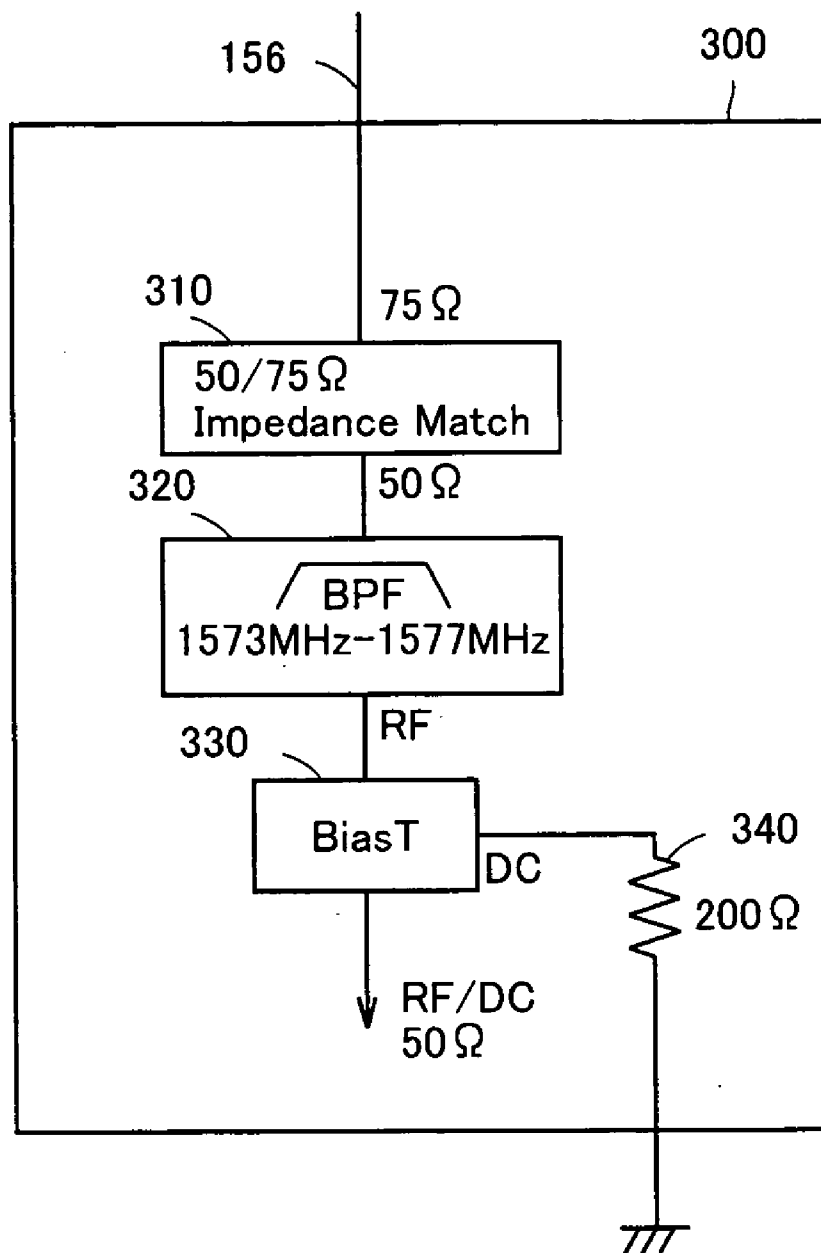 156
300
310
75Ω
50/75Ω
Impedance Match
320
50Ω
BPF
1573MHz-1577MHz
330
RF
BiasT
DC
340
200Ω
RF/DC
50Ω